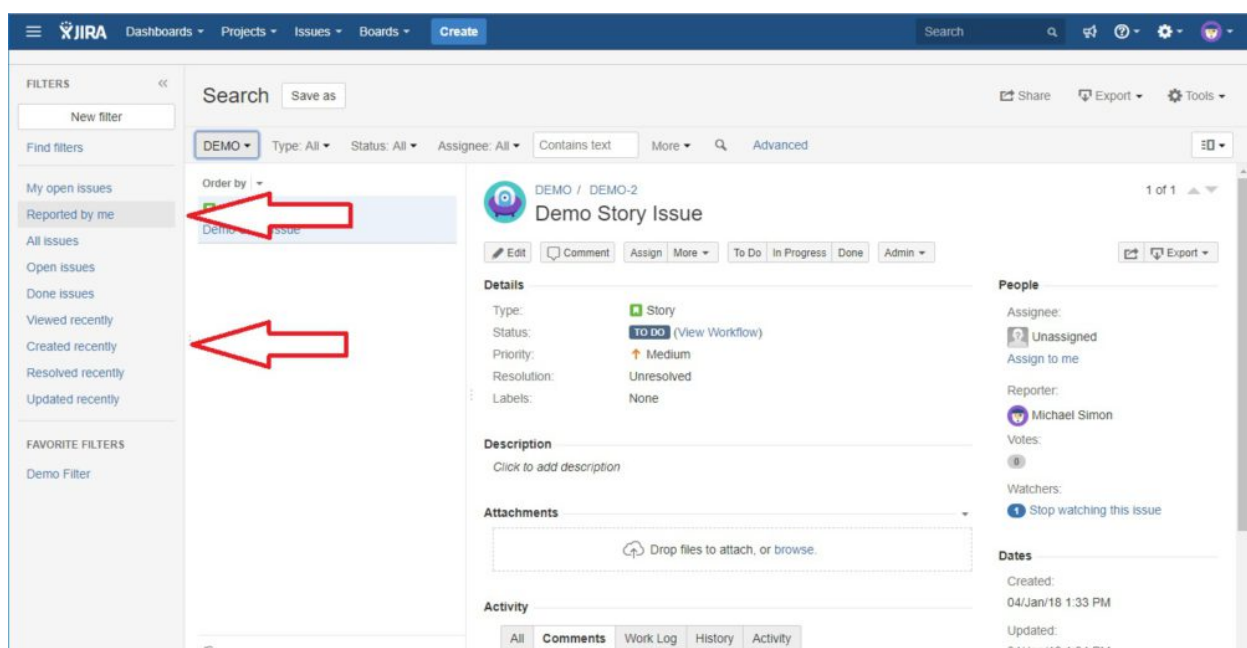 JIRA Dashboards Projects Issues Boards Create Search
FILTERS
New filter
Find filters
My open issues
Reported by me
All issues
Open issues
Done issues
Viewed recently
Created recently
Resolved recently
Updated recently
FAVORITE FILTERS
Demo Filter
Search Save as
Share Export Tools
DEMO Type: All Status: All Assignee: All Contains text More Advanced
Order by
Demo Issue
DEMO / DEMO-2
1 of 1
Demo Story Issue
Edit Comment Assign More To Do In Progress Done Admin
Export
Details
Type: Story
Status: TO DO (View Workflow)
Priority: Medium
Resolution: Unresolved
Labels: None
Description
Click to add description
Attachments
Drop files to attach, or browse.
Activity
All Comments Work Log History Activity
People
Assignee:
Unassigned
Assign to me
Reporter:
Michael Simon
Votes:
0
Watchers:
1 Stop watching this issue
Dates
Created:
04/Jan/18 1:33 PM
Updated: